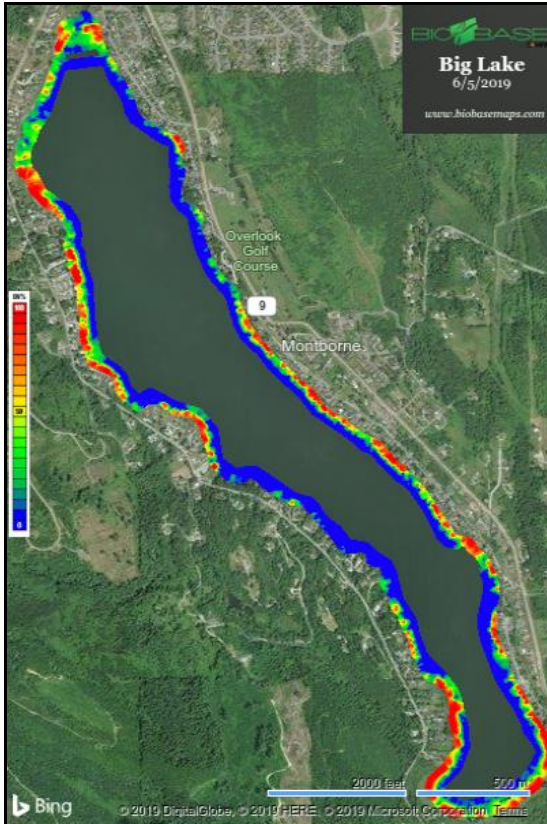 BIOBASE
Big Lake
6/5/2019
www.biobasemaps.com
Overlook
Golf
Course
9
Montborne
BV%
100
50
0
2000 feet
500 m
Bing
© 2019 DigitalGlobe, © 2019 HERE, © 2019 Microsoft Corporation Terms